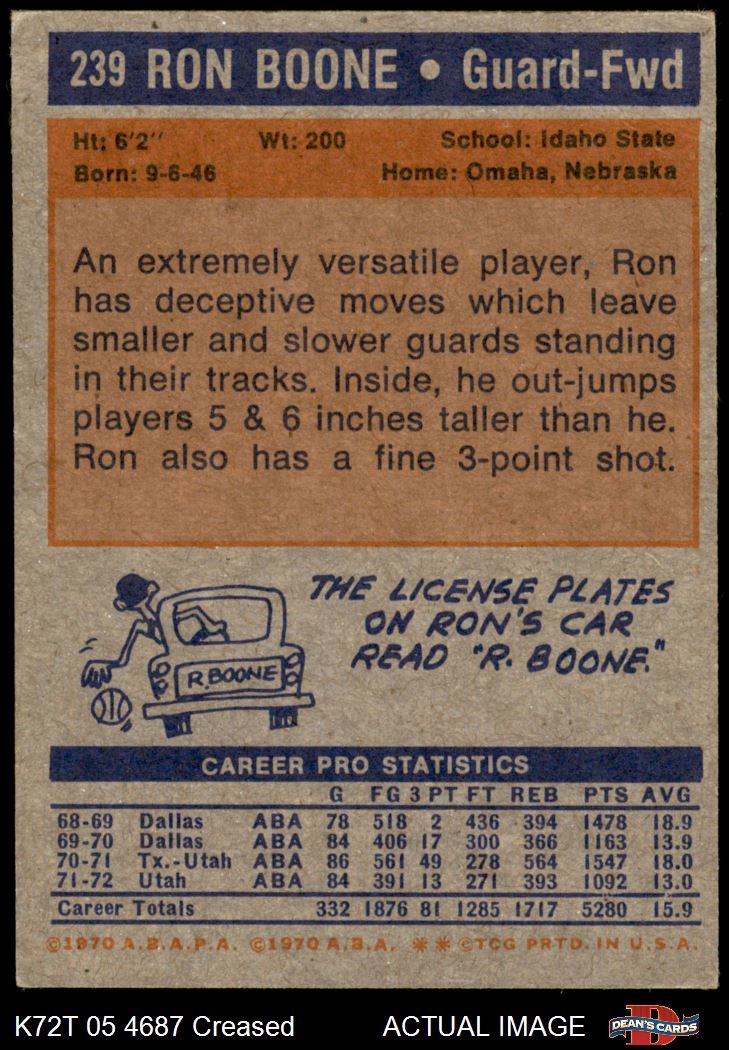 239 RON BOONE • Guard-Fwd
Ht: 6'2" Wt: 200 School: Idaho State
Born: 9-6-46 Home: Omaha, Nebraska
An extremely versatile player, Ron
has deceptive moves which leave
smaller and slower guards standing
in their tracks. Inside, he out-jumps
players 5 & 6 inches taller than he.
Ron also has a fine 3-point shot.
THE LICENSE PLATES
ON RON'S CAR
READ "R. BOONE."
R. BOONE
CAREER PRO STATISTICS
G FG 3 PT FT REB PTS AVG
68-69 Dallas ABA 78 518 2 436 394 1478 18.9
69-70 Dallas ABA 84 406 17 300 366 1163 13.9
70-71 Tx.-Utah ABA 86 561 49 278 564 1547 18.0
71-72 Utah ABA 84 391 13 271 393 1092 13.0
Career Totals 332 1876 81 1285 1717 5280 15.9
©1970 A.B.A.P.A. ©1970 A.B.A. ** ©TCG PRTD. IN U.S.A.
K72T 05 4687 Creased ACTUAL IMAGE DEAN'S CARDS